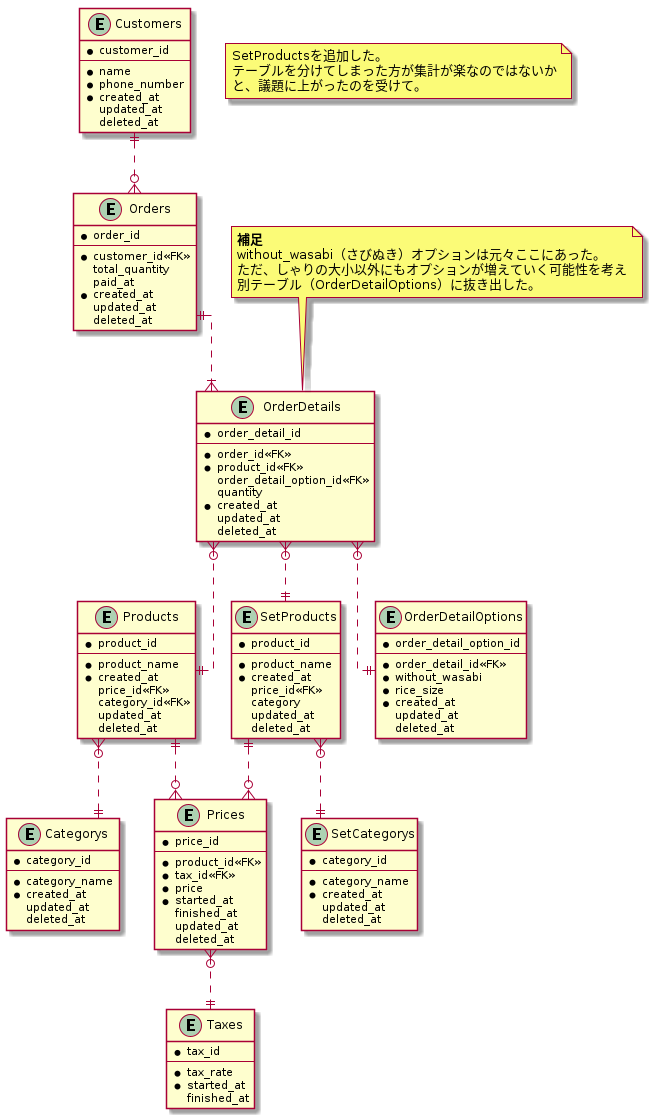 E Customers
customer_id
name
phone_number
created_at
updated_at
deleted_at
SetProductsを追加した。
テーブルを分けてしまった方が集計が楽なのではないか
と、議題に上がったのを受けて。
E Orders
order_id
customer_id«FK»
total_quantity
paid_at
created_at
updated_at
deleted_at
補足
without_wasabi（さびぬき）オプションは元々ここにあった。
ただ、しゃりの大小以外にもオプションが増えていく可能性を考え
別テーブル（OrderDetailOptions）に抜き出した。
E OrderDetails
order_detail_id
order_id«FK»
product_id«FK»
order_detail_option_id«FK»
quantity
created_at
updated_at
deleted_at
E Products
product_id
product_name
created_at
price_id«FK»
category_id«FK»
updated_at
deleted_at
E SetProducts
product_id
product_name
created_at
price_id«FK»
category
updated_at
deleted_at
E OrderDetailOptions
order_detail_option_id
order_detail_id«FK»
without_wasabi
rice_size
created_at
updated_at
deleted_at
E Categorys
category_id
category_name
created_at
updated_at
deleted_at
E Prices
price_id
product_id«FK»
tax_id«FK»
price
started_at
finished_at
updated_at
deleted_at
E SetCategorys
category_id
category_name
created_at
updated_at
deleted_at
E Taxes
tax_id
tax_rate
started_at
finished_at